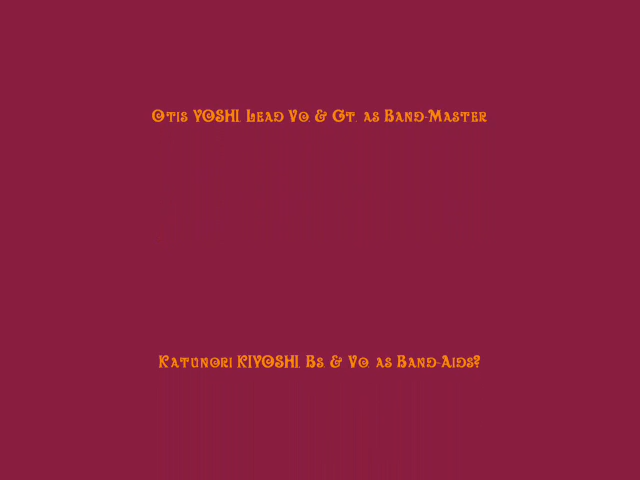 Otis YOSHI. Lead Vo. & Gt. as Band-Master
Katunori KIYOSHI. Bs. & Vo. as Band-Aids?